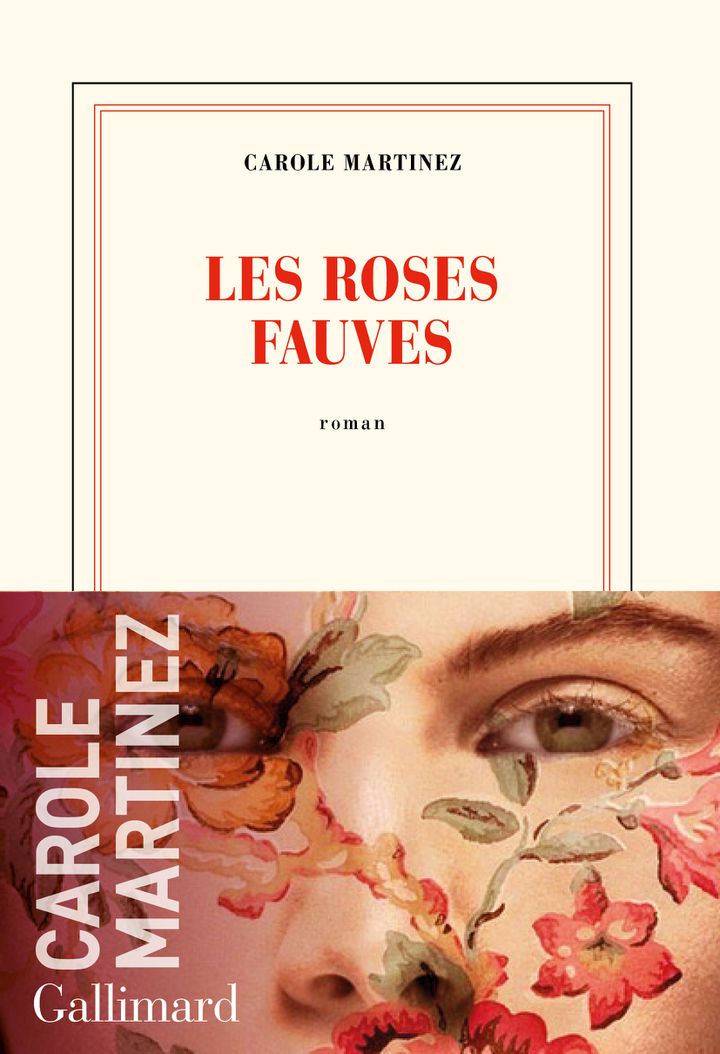 CAROLE MARTINEZ
LES ROSES
FAUVES
roman
CAROLE
MARTINEZ
Gallimard